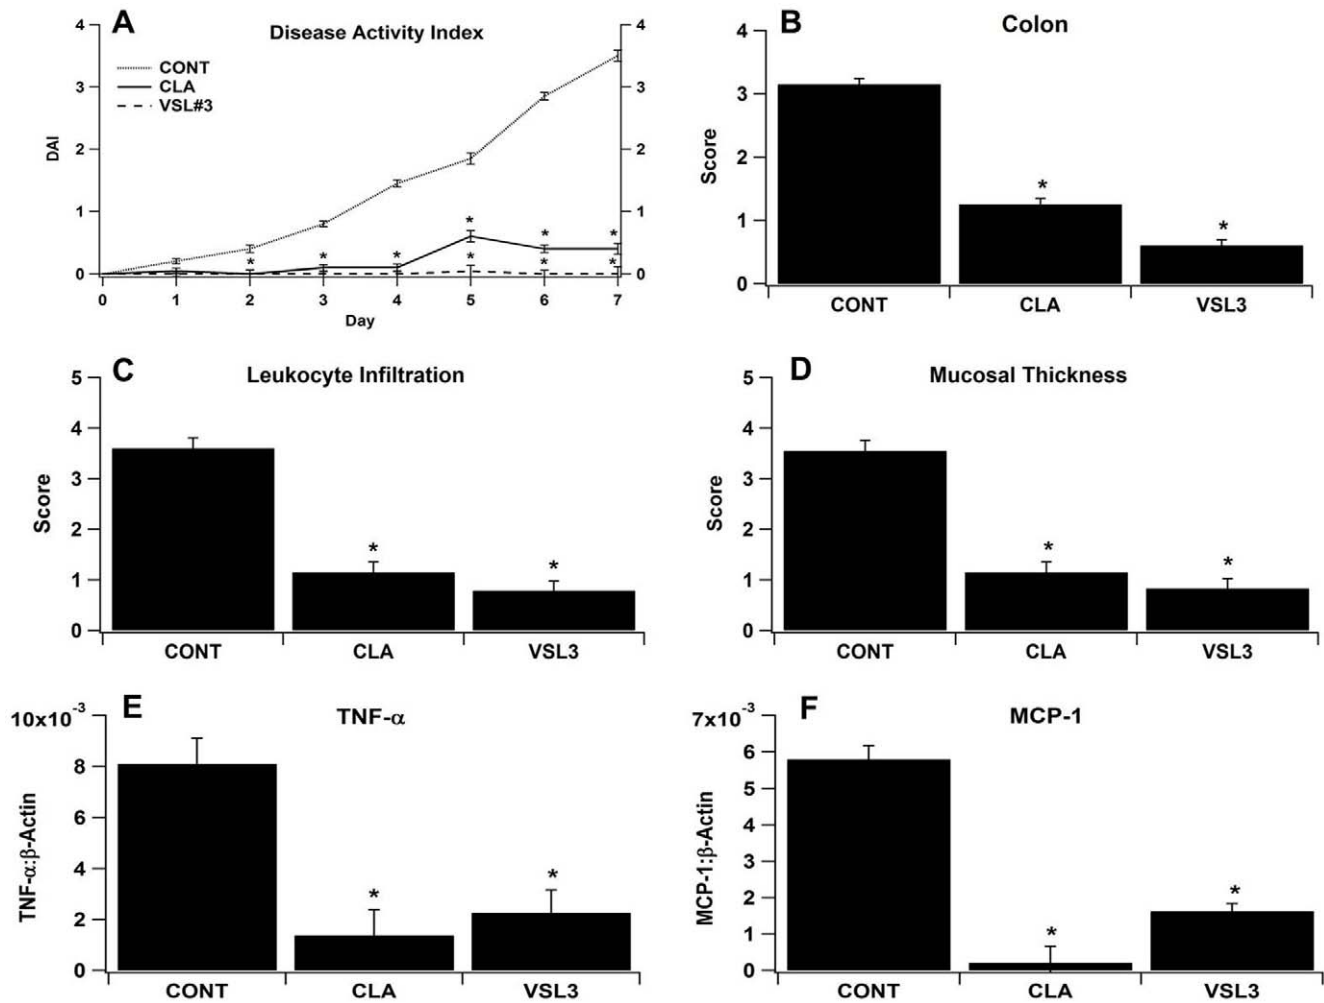 A
Disease Activity Index
CONT
CLA
VSL#3
DAI
4
3
2
1
0
4
3
2
1
0
0 1 2 3 4 5 6 7
Day
* * * * * *
* * * *
B
Colon
Score
4
3
2
1
0
*
*
CONT CLA VSL3
C
Leukocyte Infiltration
Score
5
4
3
2
1
0
*
*
CONT CLA VSL3
D
Mucosal Thickness
Score
5
4
3
2
1
0
*
*
CONT CLA VSL3
E
TNF-α
TNF-α:β-Actin
10x10-3
8
6
4
2
0
*
*
CONT CLA VSL3
F
MCP-1
MCP-1:β-Actin
7x10-3
6
5
4
3
2
1
0
*
*
CONT CLA VSL3